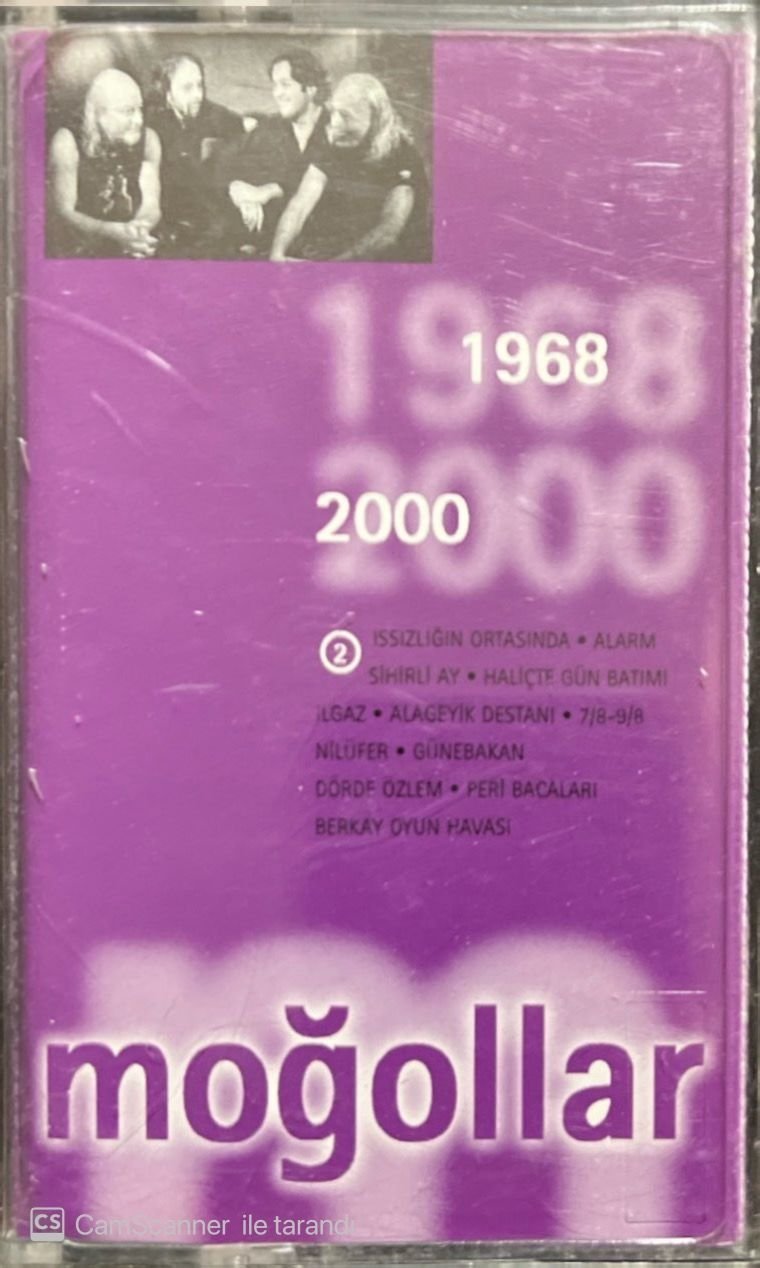 1968
2000
2 ISSIZLIĞIN ORTASINDA • ALARM
SİHİRLİ AY • HALİÇTE GÜN BATIMI
ILGAZ • ALAGEYİK DESTANI • 7/8-9/8
NİLÜFER • GÜNEBAKAN
DÖRDE ÖZLEM • PERİ BACALARI
BERKAY OYUN HAVASI
moğollar
CS CamScanner ile tarandı